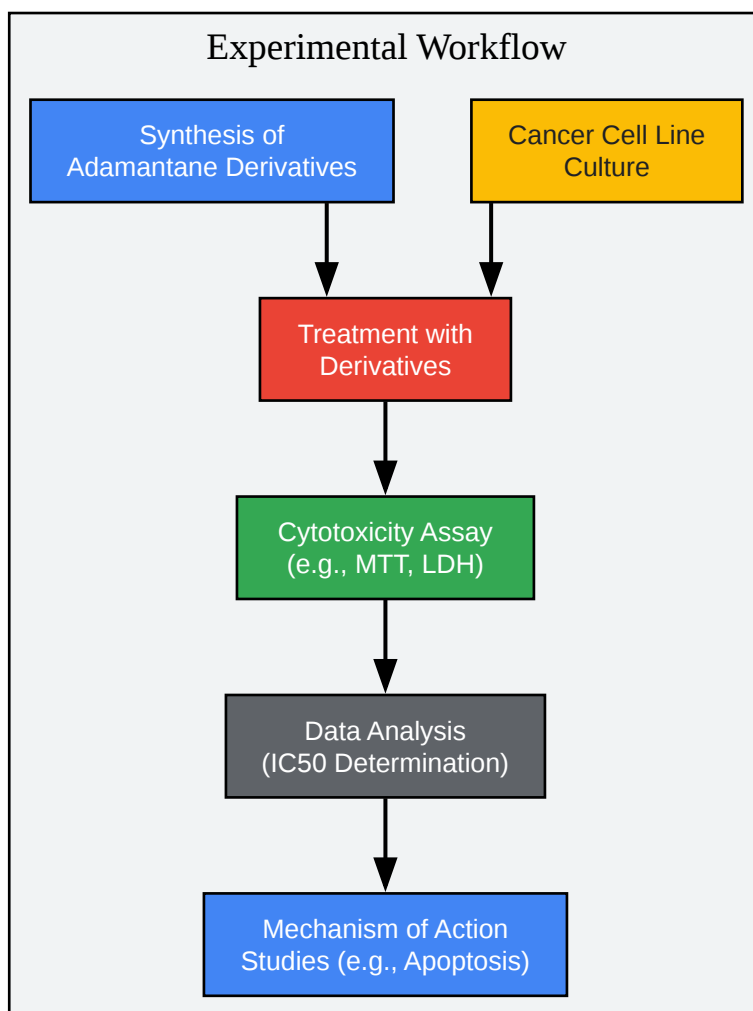 Experimental Workflow
Synthesis of
Adamantane Derivatives
Cancer Cell Line
Culture
Treatment with
Derivatives
Cytotoxicity Assay
(e.g., MTT, LDH)
Data Analysis
(IC50 Determination)
Mechanism of Action
Studies (e.g., Apoptosis)